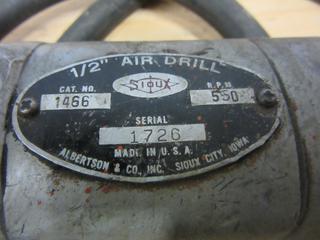 1/2" AIR DRILL
SIOUX
CAT. NO.
1466
R.P.M
550
SERIAL
1726
MADE IN U.S.A.
ALBERTSON & CO., INC. SIOUX CITY, IOWA